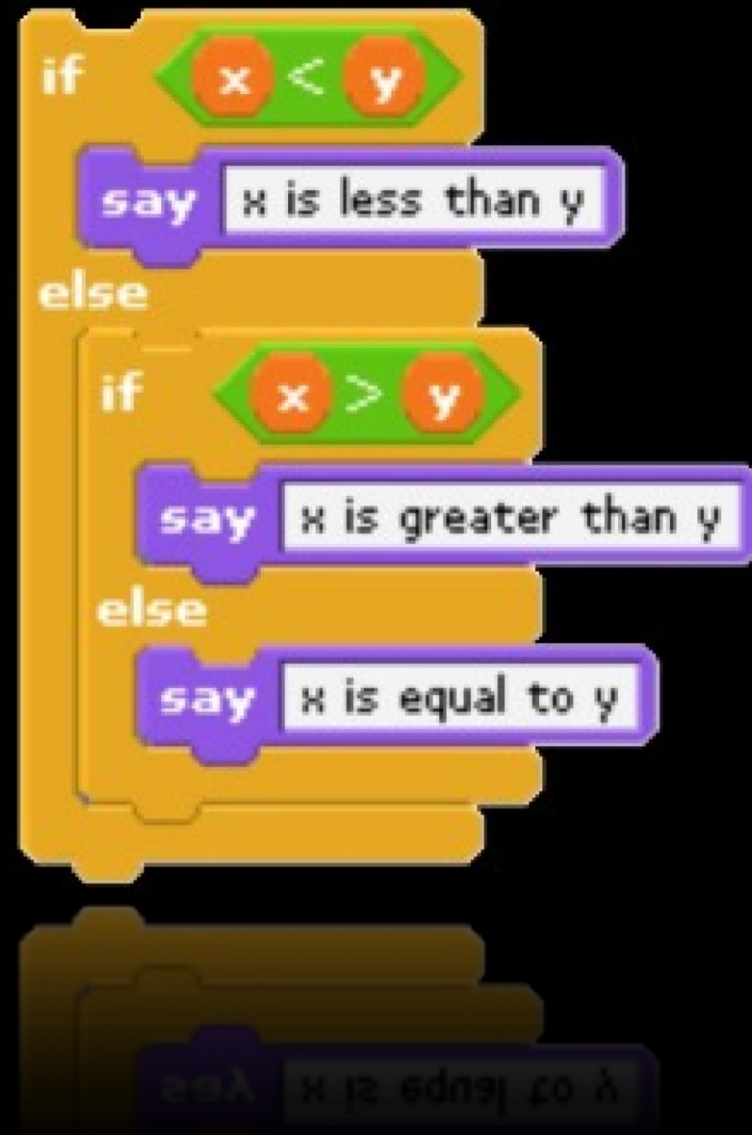 if x < y
say x is less than y
else
if x > y
say x is greater than y
else
say x is equal to y